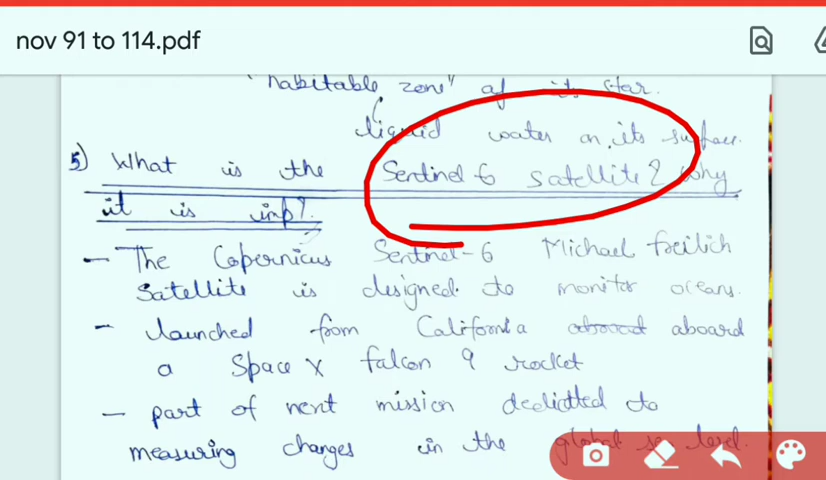 nov 91 to 114.pdf
"habitable zone" of its star.
liquid water on its surface.
5) What is the Sentinel 6 satellite? Why
it is imp?
- The Copernicus Sentinel-6 Michael freilich
Satellite is designed to monitor oceans.
- launched from California aboard
a Space X falcon 9 rocket
- part of next mission dedicatted to
measuring changes in the global sea level.